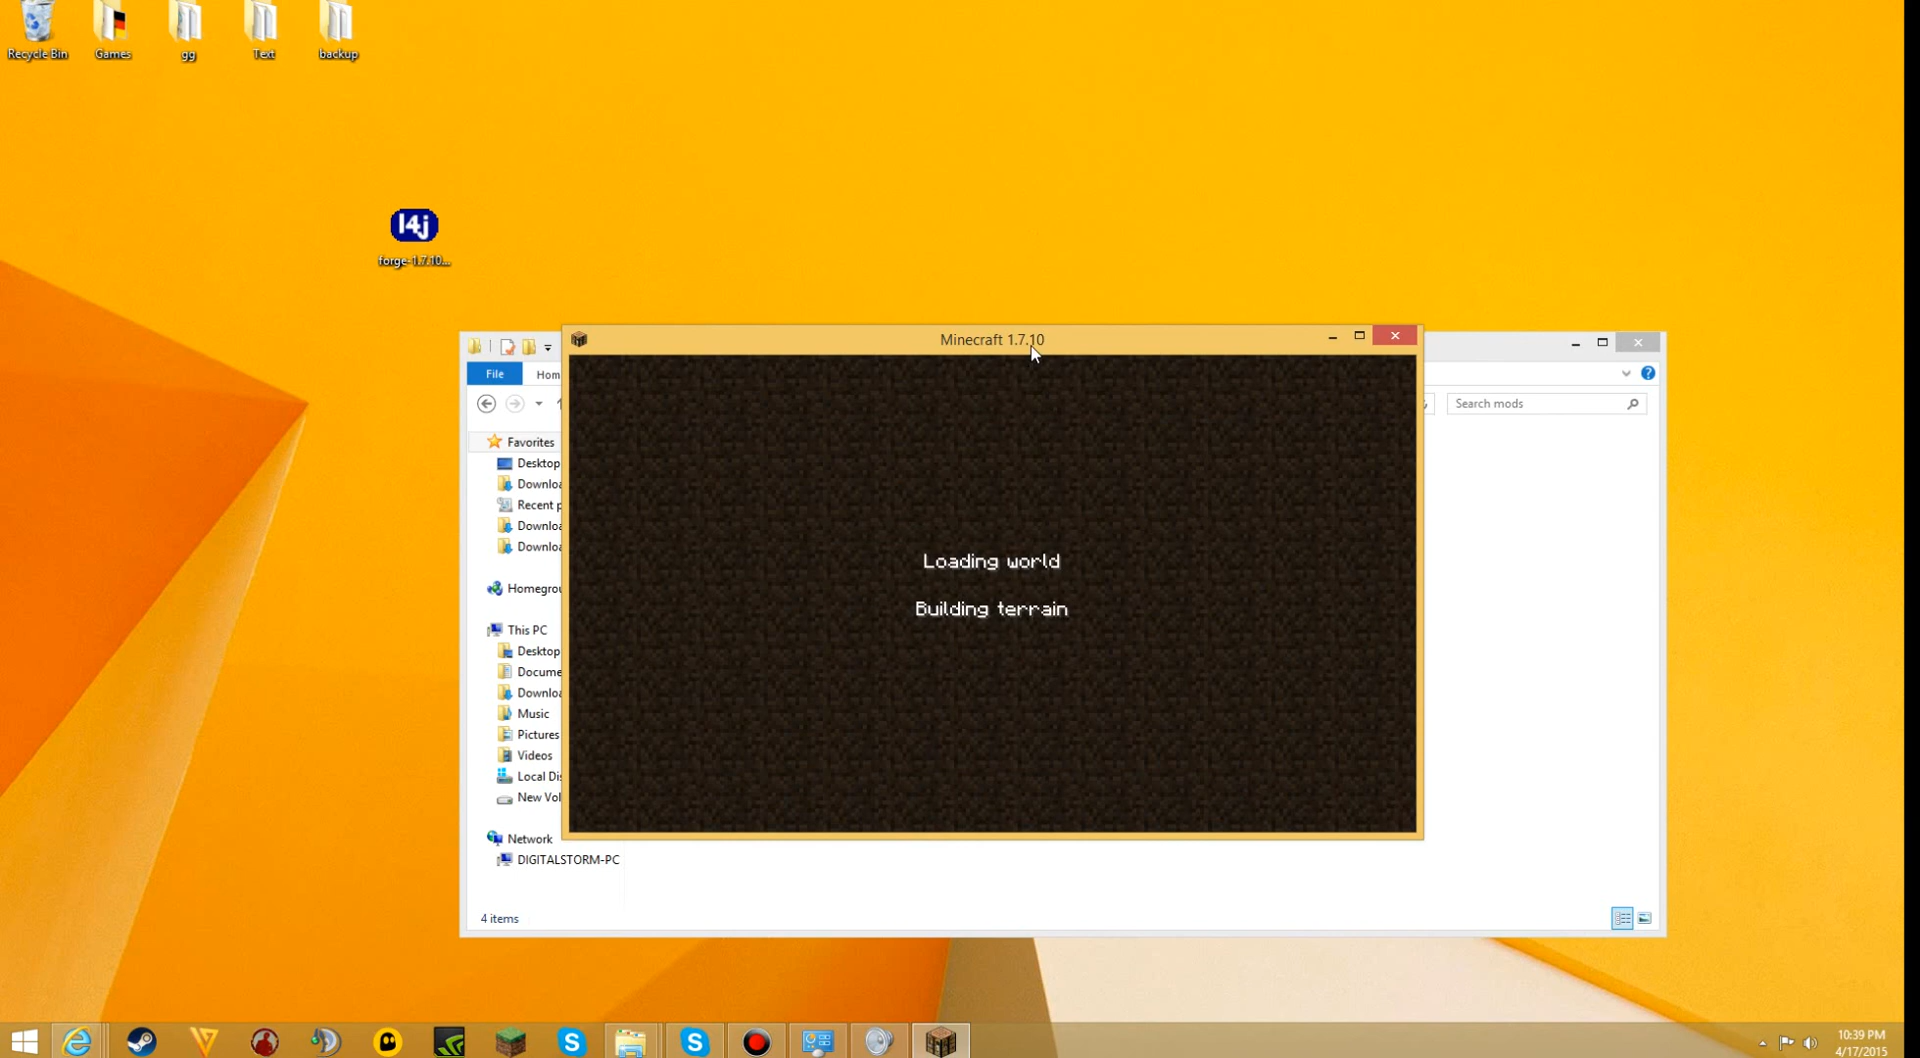 Recycle Bin
Games
gg
Text
backup
l4j
forge-1.7.10...
Minecraft 1.7.10
File
Hom
Search mods
Favorites
Desktop
Downloa
Recent p
Downloa
Downloa
Homegrou
This PC
Desktop
Docume
Downloa
Music
Pictures
Videos
Local Dis
New Vol
Network
DIGITALSTORM-PC
Loading world
Building terrain
4 items
10:39 PM
4/17/2015